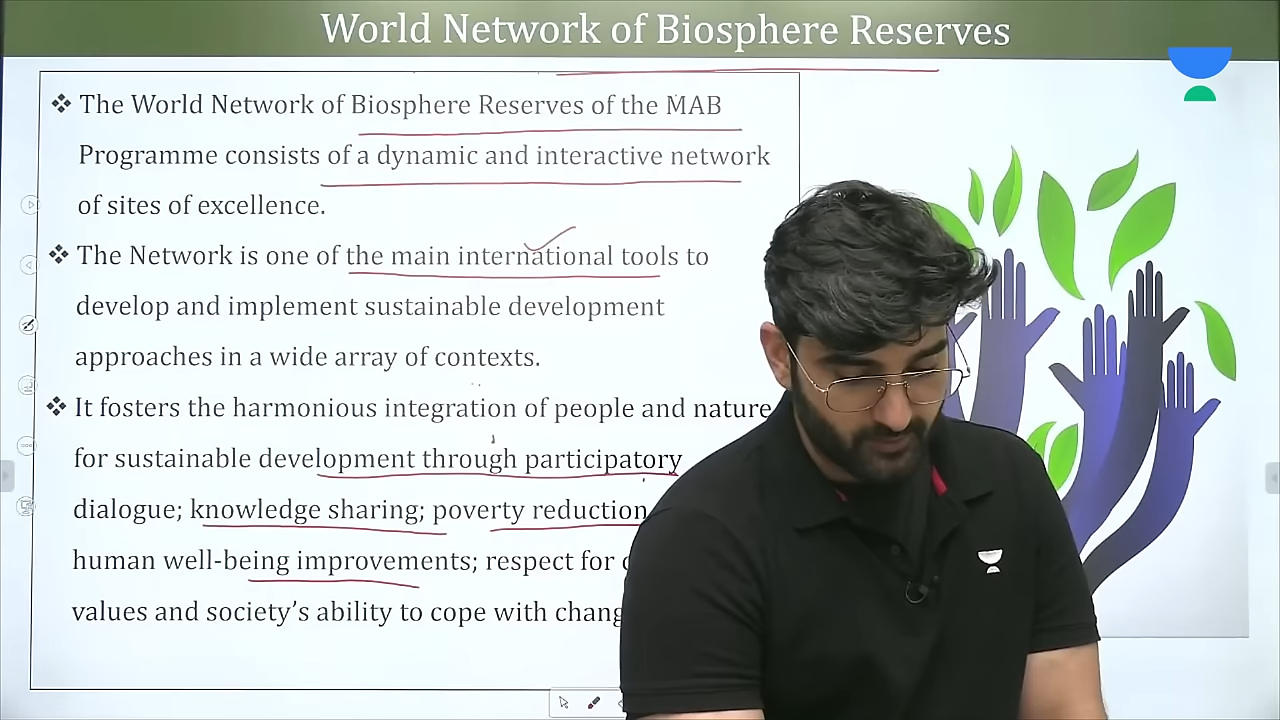 World Network of Biosphere Reserves
❖ The World Network of Biosphere Reserves of the MAB
Programme consists of a dynamic and interactive network
of sites of excellence.
❖ The Network is one of the main international tools to
develop and implement sustainable development
approaches in a wide array of contexts.
❖ It fosters the harmonious integration of people and nature
for sustainable development through participatory
dialogue; knowledge sharing; poverty reduction
human well-being improvements; respect for
values and society's ability to cope with